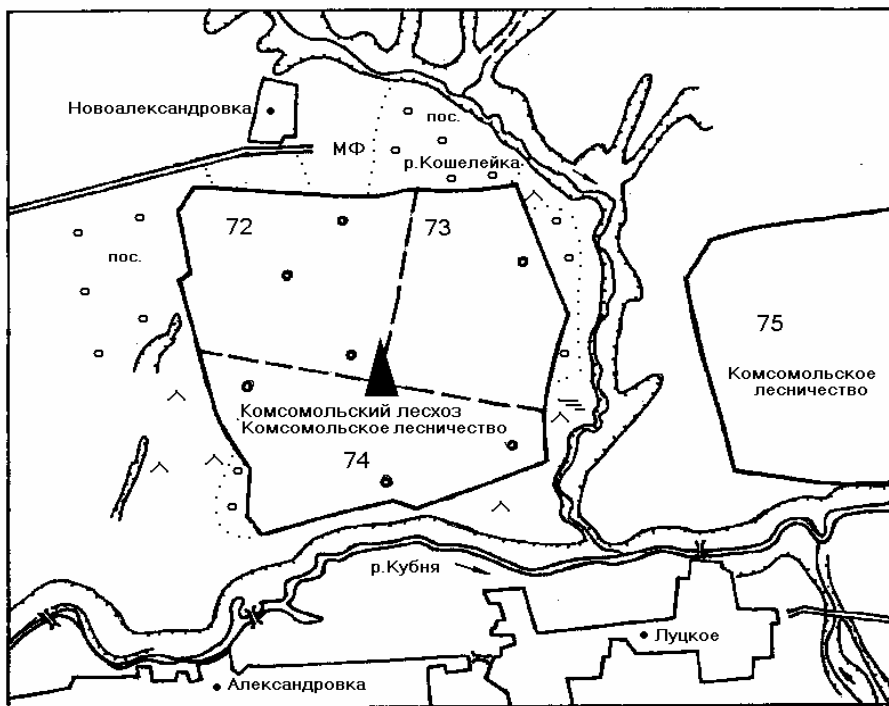 Новоалександровка
пос.
МФ
р.Кошелейка
72
73
пос.
75
Комсомольское
лесничество
Комсомольский лесхоз
Комсомольское лесничество
74
р.Кубня
Луцкое
Александровка